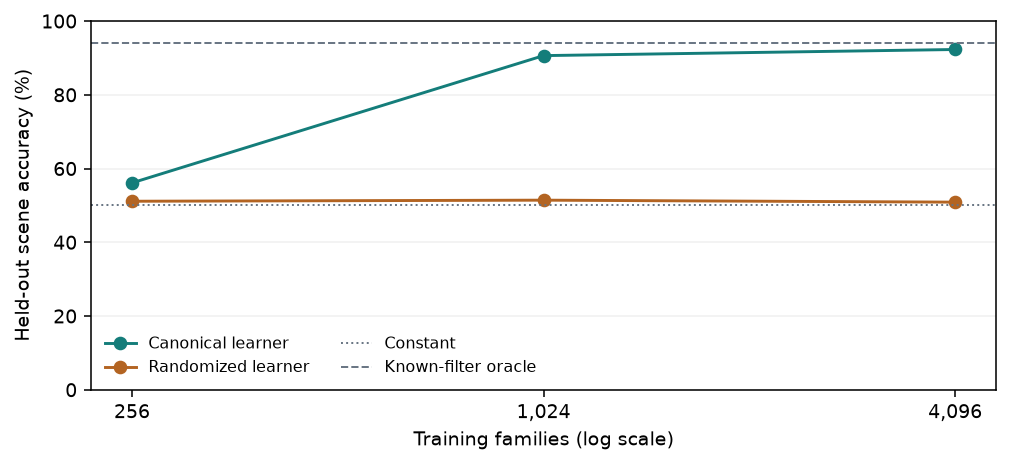 100
80
60
40
20
0
Held-out scene accuracy (%)
Canonical learner
Randomized learner
Constant
Known-filter oracle
256
1,024
4,096
Training families (log scale)